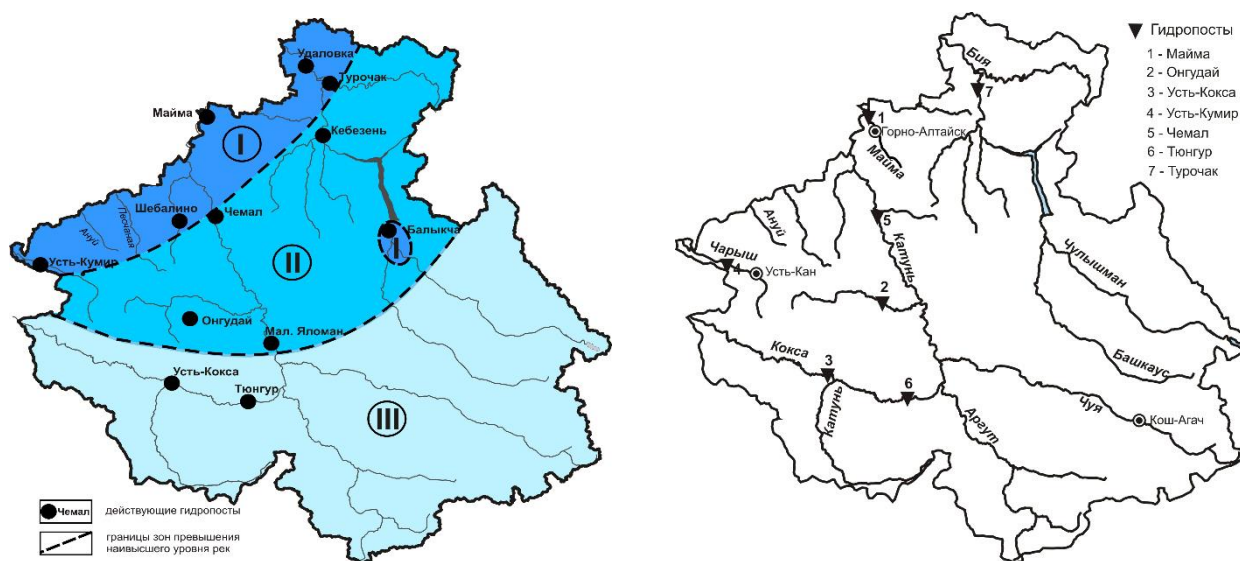 Удаловка
Турочак
Майма
Кебезень
I
Шебалино
Чемал
Песчаная
Ануй
Балыкча
I
Усть-Кумир
II
Онгудай
Мал. Яломан
Усть-Кокса
Тюнгур
III
Чемал
действующие гидропосты
границы зон превышения
наивысшего уровня рек
Гидропосты
1 - Майма
2 - Онгудай
3 - Усть-Кокса
4 - Усть-Кумир
5 - Чемал
6 - Тюнгур
7 - Турочак
Бия
7
1
Горно-Алтайск
Майма
Ануй
5
Чарыш
4
Усть-Кан
Катунь
Чулышман
2
Кокса
3
Башкаус
6
Катунь
Аргут
Чуя
Кош-Агач